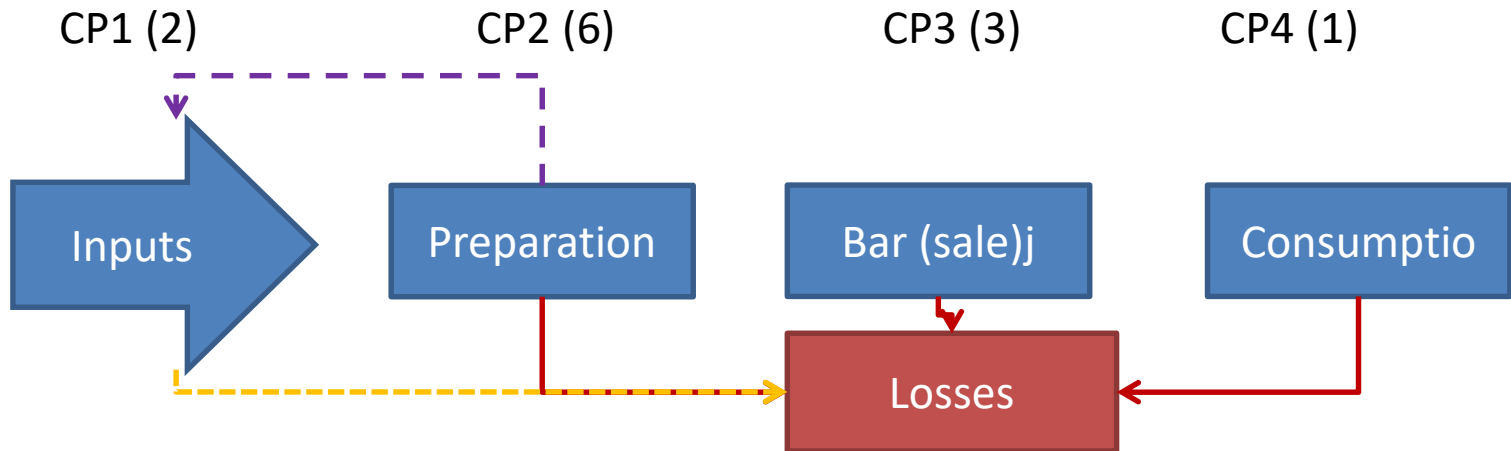 CP1 (2)
CP2 (6)
CP3 (3)
CP4 (1)
Inputs
Preparation
Bar (sale)j
Consumptio
Losses